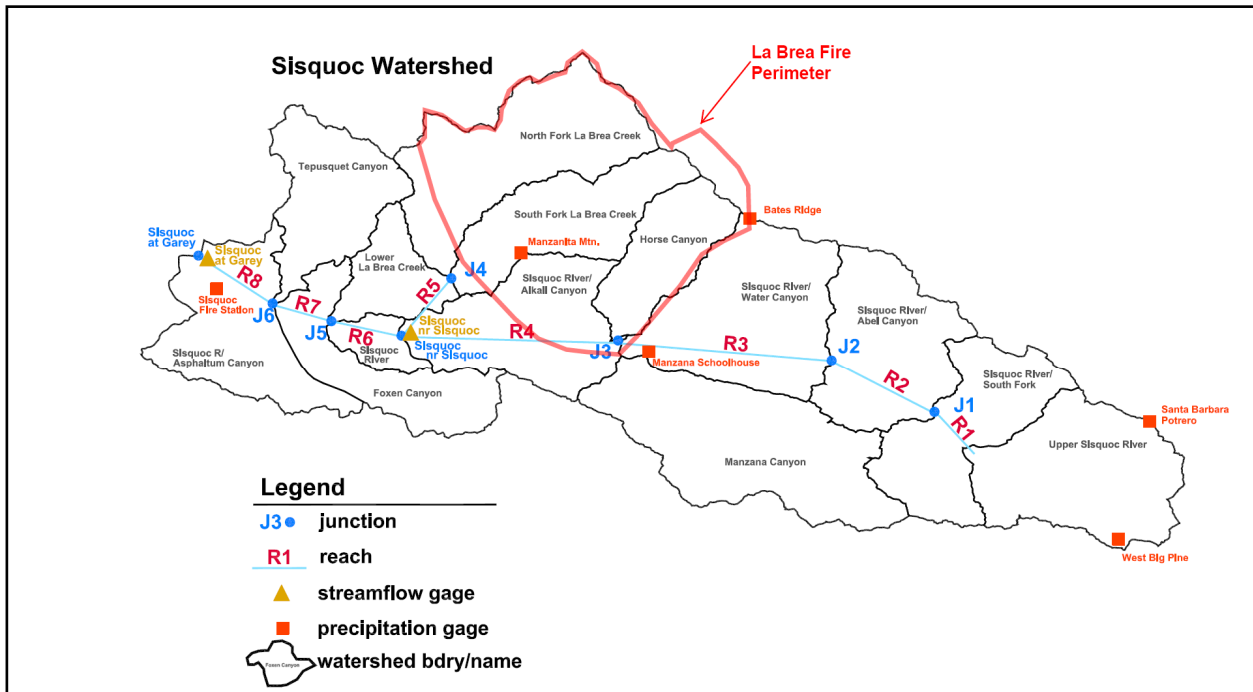 Sisquoc Watershed
La Brea Fire
Perimeter
North Fork La Brea Creek
Tepusquet Canyon
South Fork La Brea Creek
Bates Ridge
Horse Canyon
Sisquoc
at Garey
Sisquoc
at Garey
Manzanita Mtn.
Lower
La Brea Creek
J4
R8
R5
Sisquoc River/
Alkali Canyon
Sisquoc River/
Water Canyon
Sisquoc
Fire Station
R7
J6
J5
R6
Sisquoc
nr Sisquoc
Sisquoc
nr Sisquoc
R4
J3
R3
Sisquoc River/
Abel Canyon
J2
Sisquoc R/
Asphaltum Canyon
Sisquoc
River
Manzana Schoolhouse
R2
Sisquoc River/
South Fork
Foxen Canyon
J1
R1
Santa Barbara
Potrero
Upper Sisquoc River
Manzana Canyon
West Big Pine
Legend
J3 junction
R1 reach
streamflow gage
precipitation gage
Foxen Canyon
watershed bdry/name